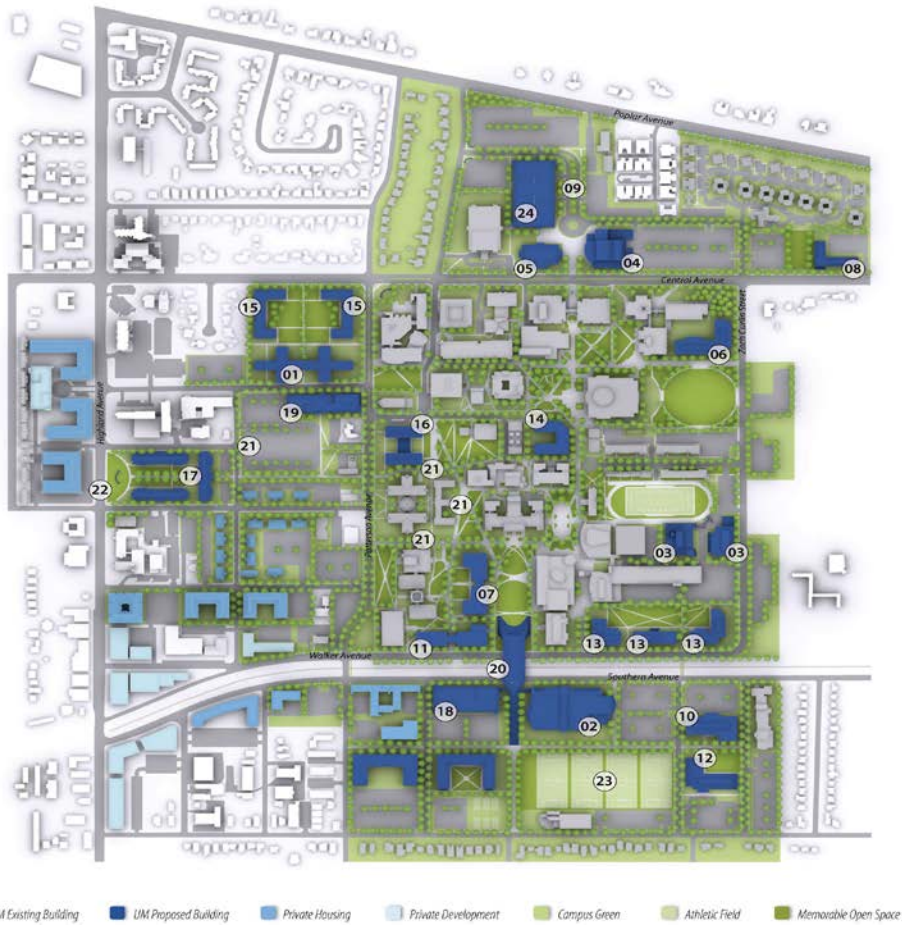 Poplar Avenue
09
24
05
04
08
Central Avenue
Zach Curlin Street
15
15
06
01
Highland Avenue
19
16
14
21
21
17
22
21
Patterson Avenue
21
03
03
07
13
13
13
11
Walker Avenue
20
Southern Avenue
18
02
10
12
23
M Existing Building
UM Proposed Building
Private Housing
Private Development
Campus Green
Athletic Field
Memorable Open Space